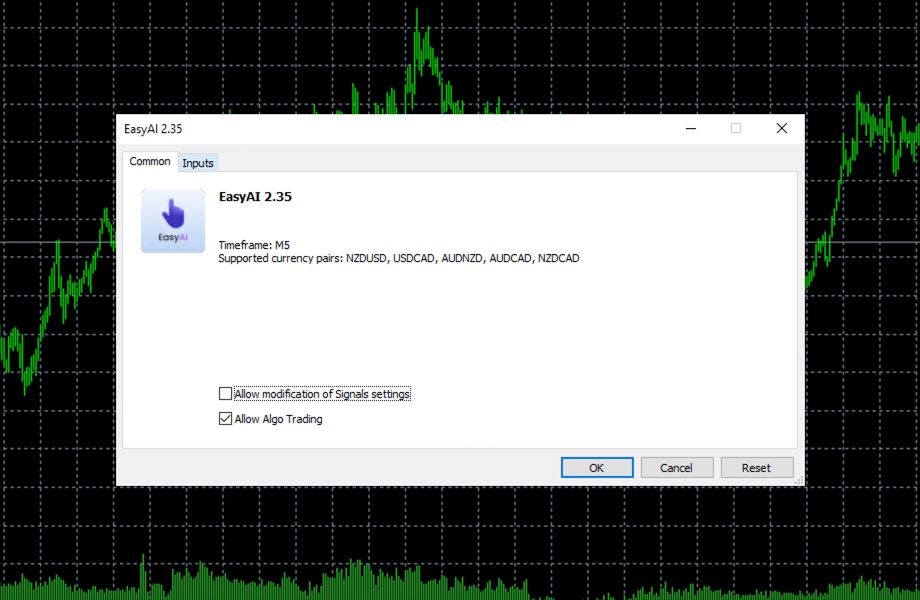 EasyAI 2.35
Common
Inputs
EasyAI 2.35
EasyAI
Timeframe: M5
Supported currency pairs: NZDUSD, USDCAD, AUDNZD, AUDCAD, NZDCAD
Allow modification of Signals settings
Allow Algo Trading
OK
Cancel
Reset